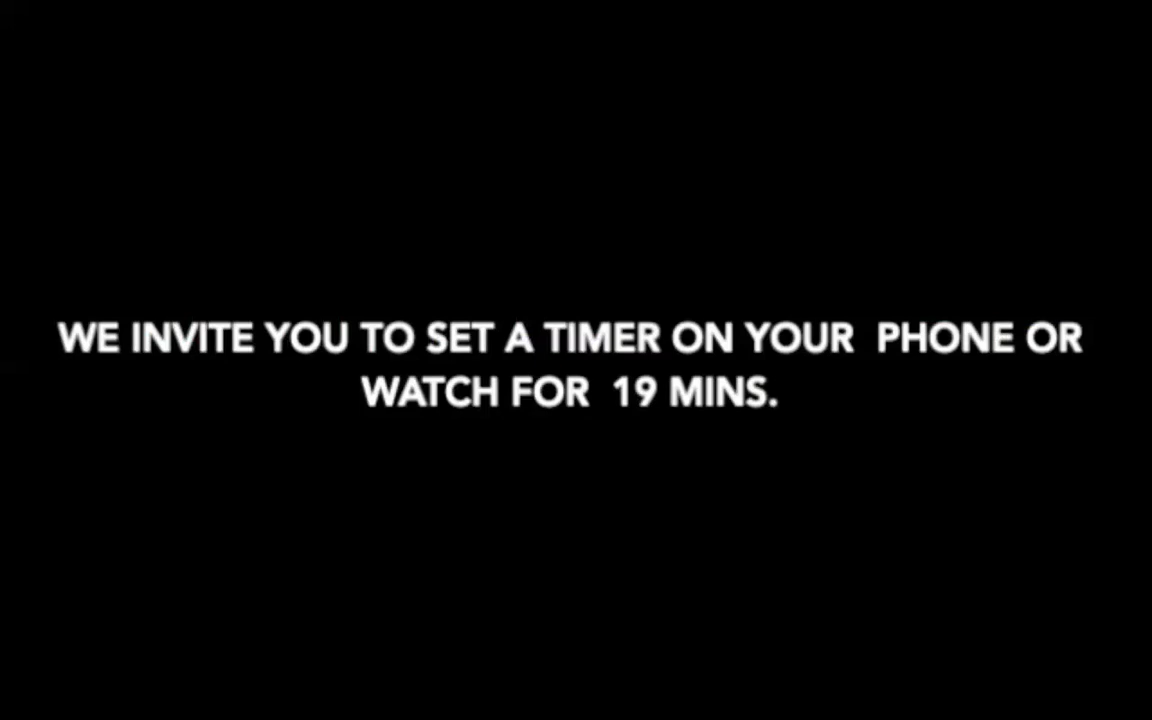 WE INVITE YOU TO SET A TIMER ON YOUR  PHONE OR
WATCH FOR  19 MINS.